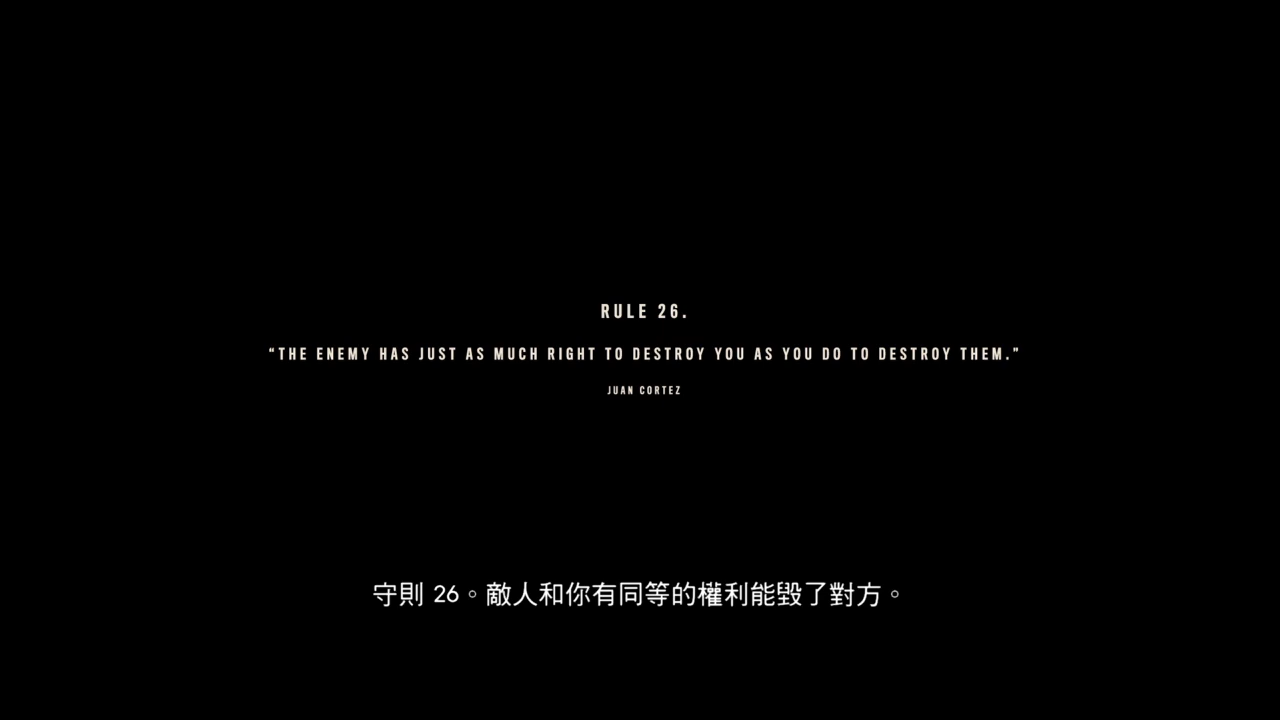 RULE 26.
“THE ENEMY HAS JUST AS MUCH RIGHT TO DESTROY YOU AS YOU DO TO DESTROY THEM.”
JUAN CORTEZ
守則 26。敵人和你有同等的權利能毀了對方。